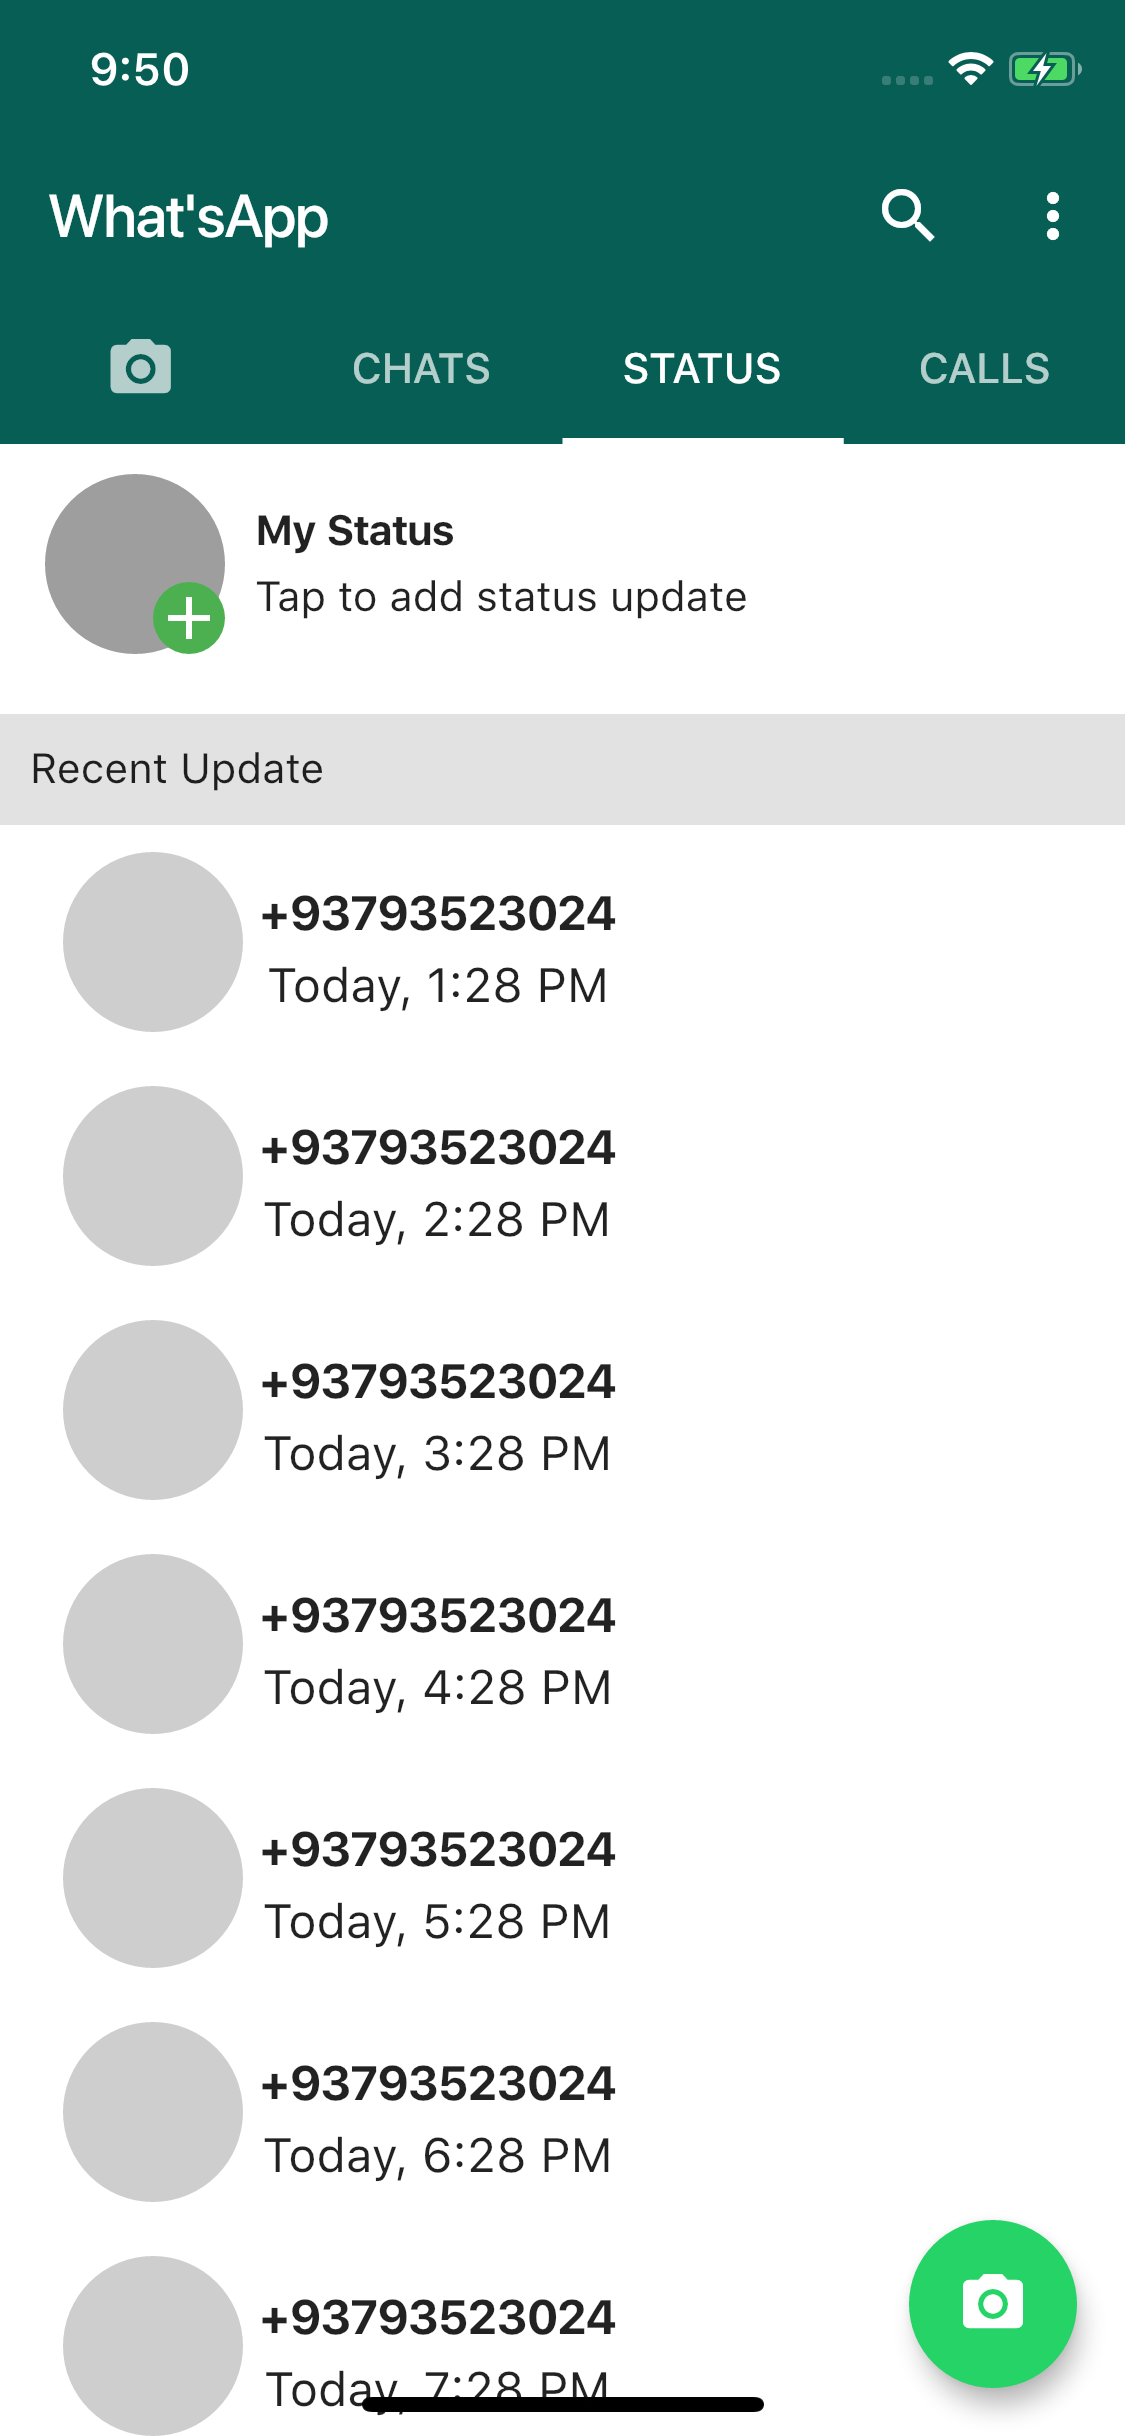 9:50
What'sApp
CHATS STATUS CALLS
My Status
Tap to add status update
Recent Update
+93793523024
Today, 1:28 PM
+93793523024
Today, 2:28 PM
+93793523024
Today, 3:28 PM
+93793523024
Today, 4:28 PM
+93793523024
Today, 5:28 PM
+93793523024
Today, 6:28 PM
+93793523024
Today, 7:28 PM